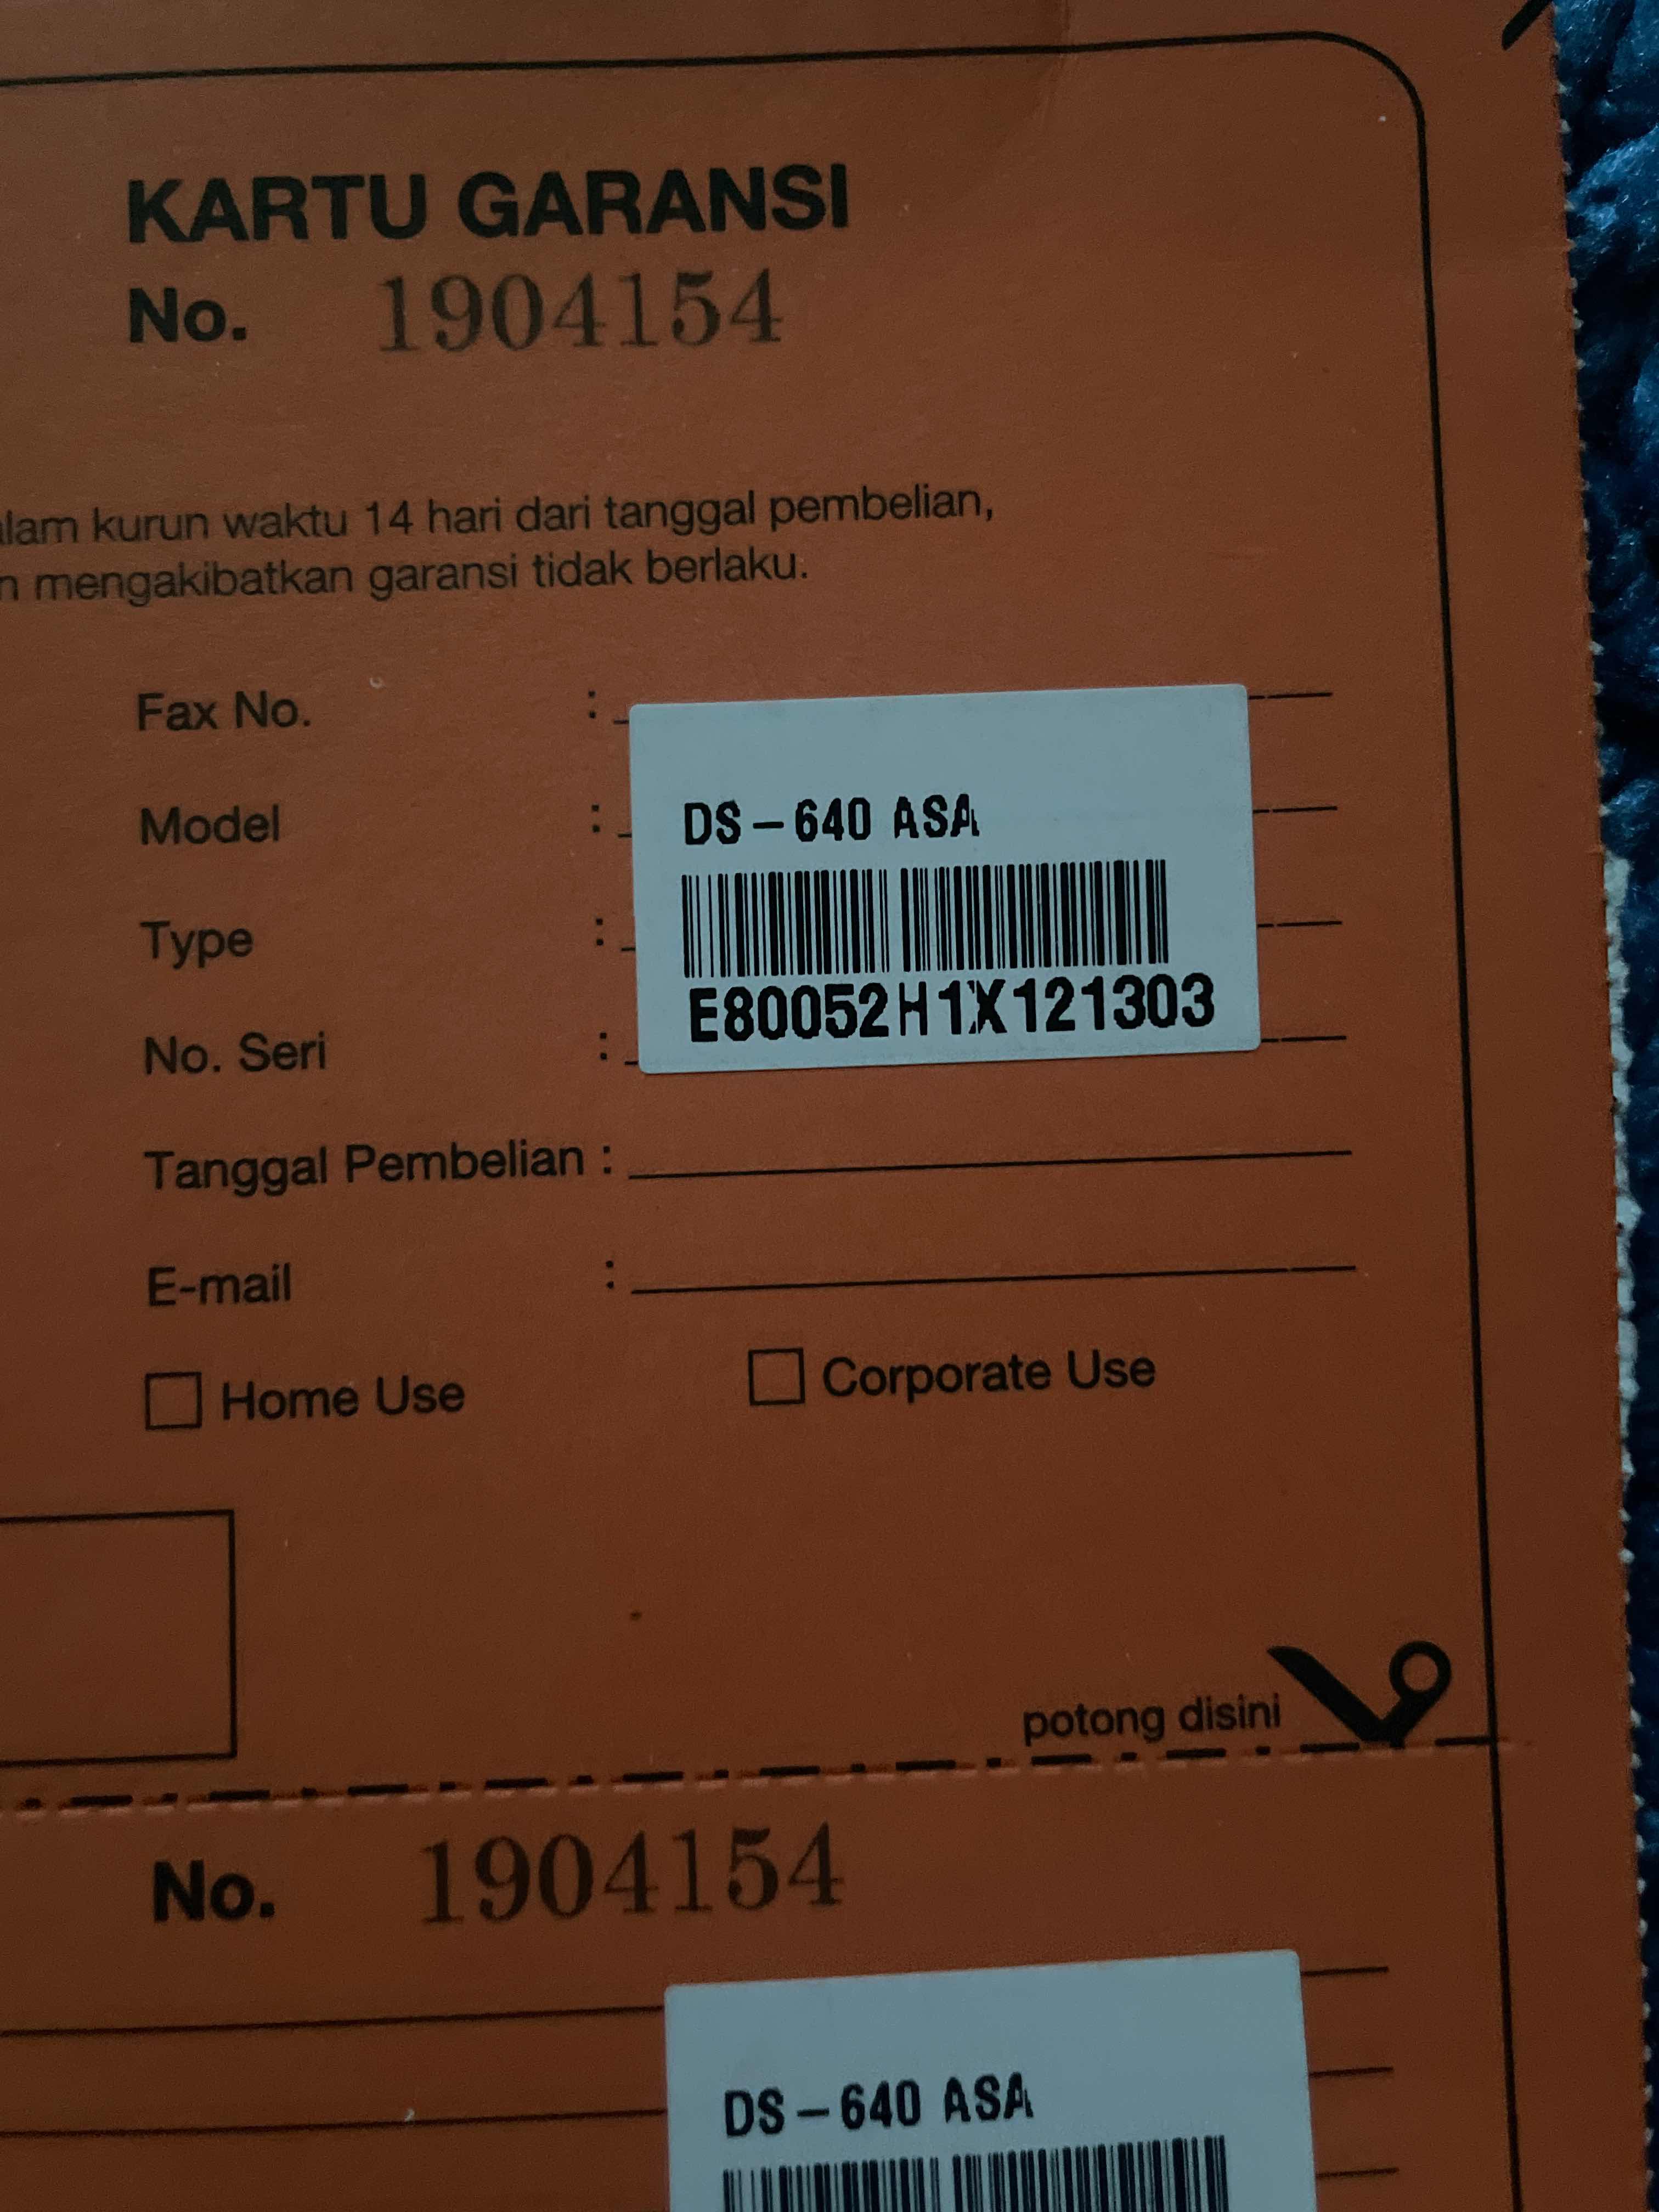 KARTU GARANSI
No. 1904154
alam kurun waktu 14 hari dari tanggal pembelian,
n mengakibatkan garansi tidak berlaku.
Fax No. :
Model : DS-640 ASA
Type :
E80052H1X121303
No. Seri :
Tanggal Pembelian :
E-mail :
Home Use Corporate Use
potong disini
No. 1904154
DS-640 ASA